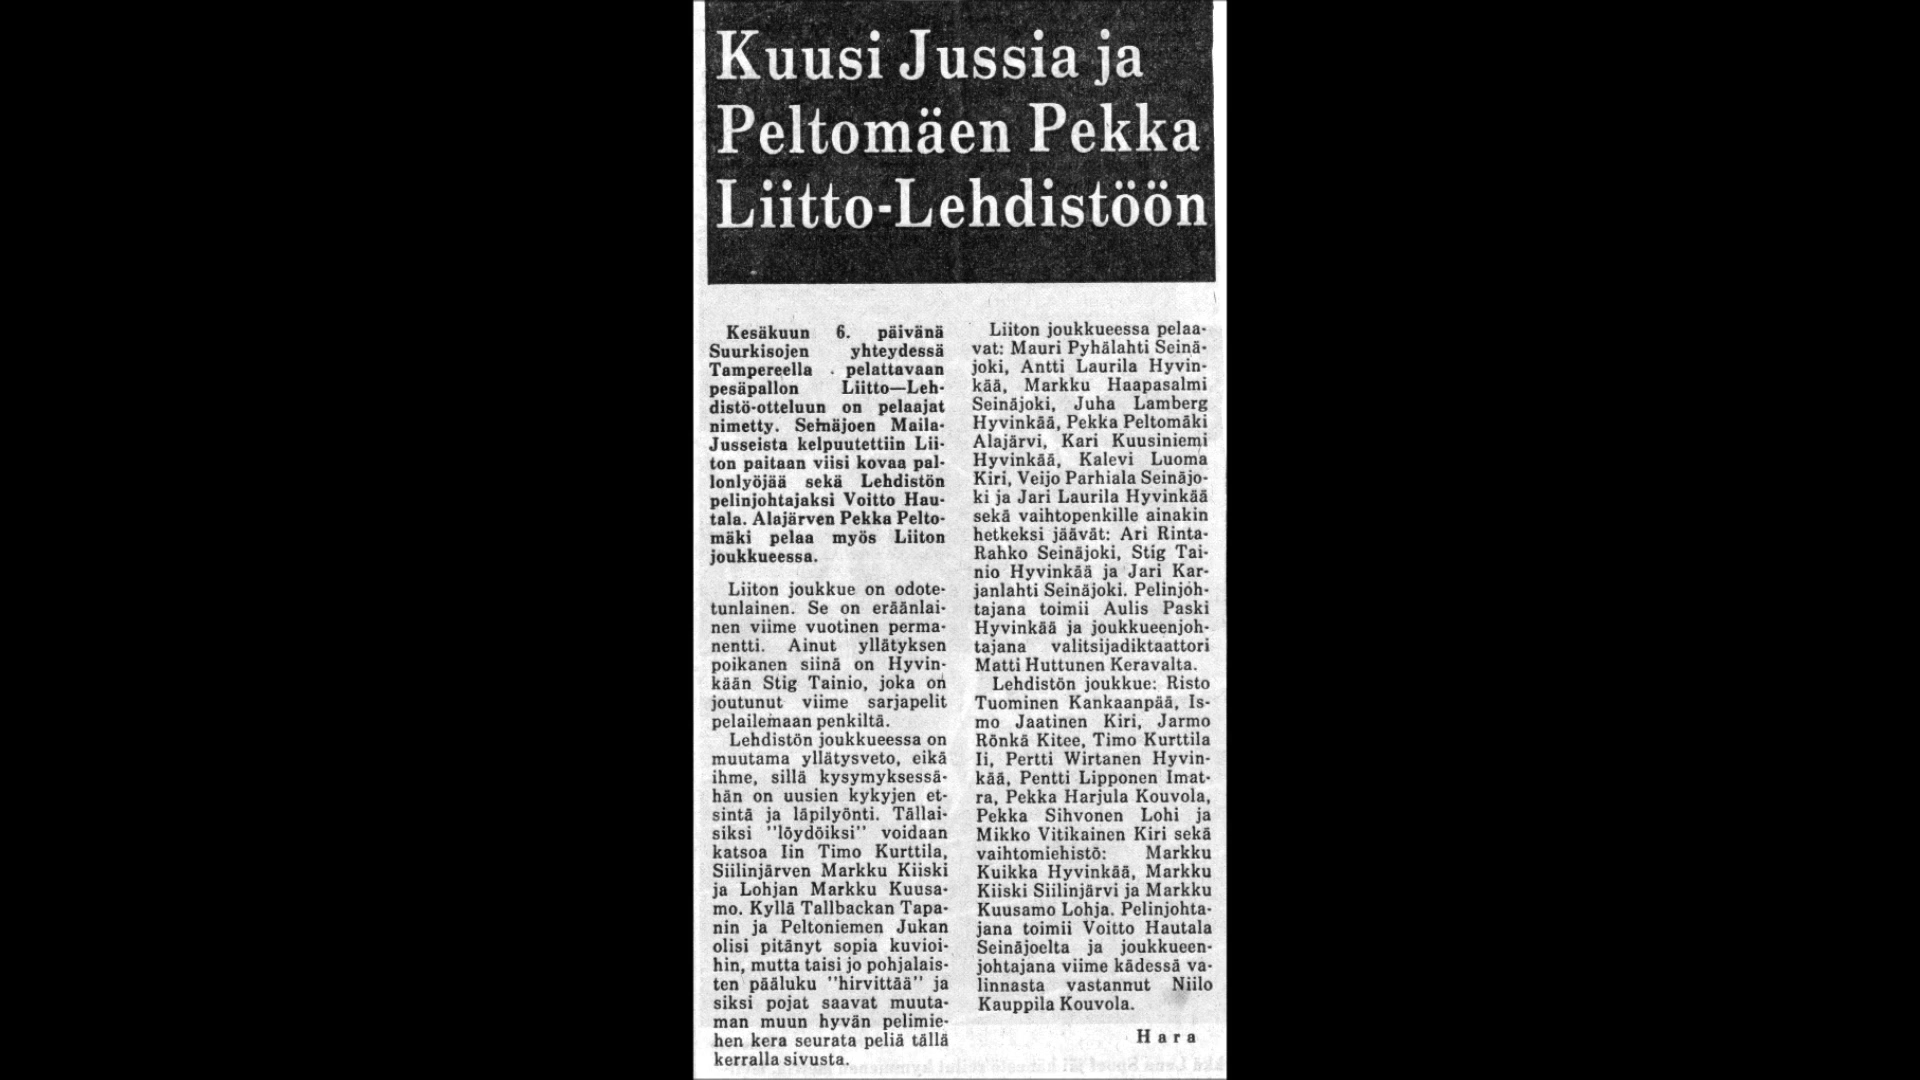 Kuusi Jussia ja
Peltomäen Pekka
Liitto-Lehdistöön
Kesäkuun 6. päivänä
Suurkisojen yhteydessä
Tampereella pelattavaan
pesäpallon Liitto—Leh-
distö-otteluun on pelaajat
nimetty. Seinäjoen Maila-
Jusseista kelpuutettiin Lii-
ton paitaan viisi kovaa pal-
lonlyöjää sekä Lehdistön
pelinjohtajaksi Voitto Hau-
tala. Alajärven Pekka Pelto-
mäki pelaa myös Liiton
joukkueessa.
Liiton joukkue on odote-
tunlainen. Se on eräänlai-
nen viime vuotinen perma-
nentti. Ainut yllätyksen
poikanen siinä on Hyvin-
kään Stig Tainio, joka on
joutunut viime sarjapelit
pelailemaan penkiltä.
Lehdistön joukkueessa on
muutama yllätysveto, eikä
ihme, sillä kysymyksessä-
hän on uusien kykyjen et-
sintä ja läpilyönti. Tällai-
siksi "löydöiksi" voidaan
katsoa Iin Timo Kurttila,
Siilinjärven Markku Kiiski
ja Lohjan Markku Kuusa-
mo. Kyllä Tallbackan Tapa-
nin ja Peltoniemen Jukan
olisi pitänyt sopia kuvioi-
hin, mutta taisi jo pohjalais-
ten pääluku "hirvittää" ja
siksi pojat saavat muuta-
man muun hyvän pelimie-
hen kera seurata peliä tällä
kerralla sivusta.
Liiton joukkueessa pelaa-
vat: Mauri Pyhälahti Seinä-
joki, Antti Laurila Hyvin-
kää, Markku Haapasalmi
Seinäjoki, Juha Lamberg
Hyvinkää, Pekka Peltomäki
Alajärvi, Kari Kuusiniemi
Hyvinkää, Kalevi Luoma
Kiri, Veijo Parhiala Seinäjo-
ki ja Jari Laurila Hyvinkää
sekä vaihtopenkille ainakin
hetkeksi jäävät: Ari Rinta-
Rahko Seinäjoki, Stig Tai-
nio Hyvinkää ja Jari Kar-
janlahti Seinäjoki. Pelinjoh-
tajana toimii Aulis Paski
Hyvinkää ja joukkueenjoh-
tajana valitsijadiktaattori
Matti Huttunen Keravalta.
Lehdistön joukkue: Risto
Tuominen Kankaanpää, Is-
mo Jaatinen Kiri, Jarmo
Rönkä Kitee, Timo Kurttila
Ii, Pertti Wirtanen Hyvin-
kää, Pentti Lipponen Imat-
ra, Pekka Harjula Kouvola,
Pekka Sihvonen Lohi ja
Mikko Vitikainen Kiri sekä
vaihtomiehistö: Markku
Kuikka Hyvinkää, Markku
Kiiski Siilinjärvi ja Markku
Kuusamo Lohja. Pelinjohta-
jana toimii Voitto Hautala
Seinäjoelta ja joukkueen-
johtajana viime kädessä va-
linnasta vastannut Niilo
Kauppila Kouvola.
Hara